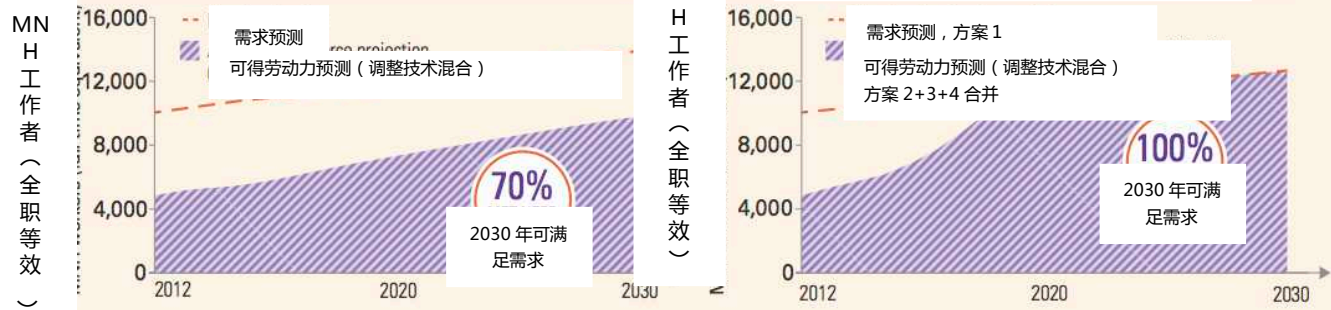 MN
H
工
作
者
（
全
职
等
效
）
16,000
12,000
8,000
4,000
0
需求预测
可得劳动力预测（调整技术混合）
70%
2030 年可满
足需求
2012
2020
2030
H
工
作
者
（
全
职
等
效
）
16,000
12,000
8,000
4,000
0
需求预测，方案 1
可得劳动力预测（调整技术混合）
方案 2+3+4 合并
100%
2030 年可满
足需求
2012
2020
2030